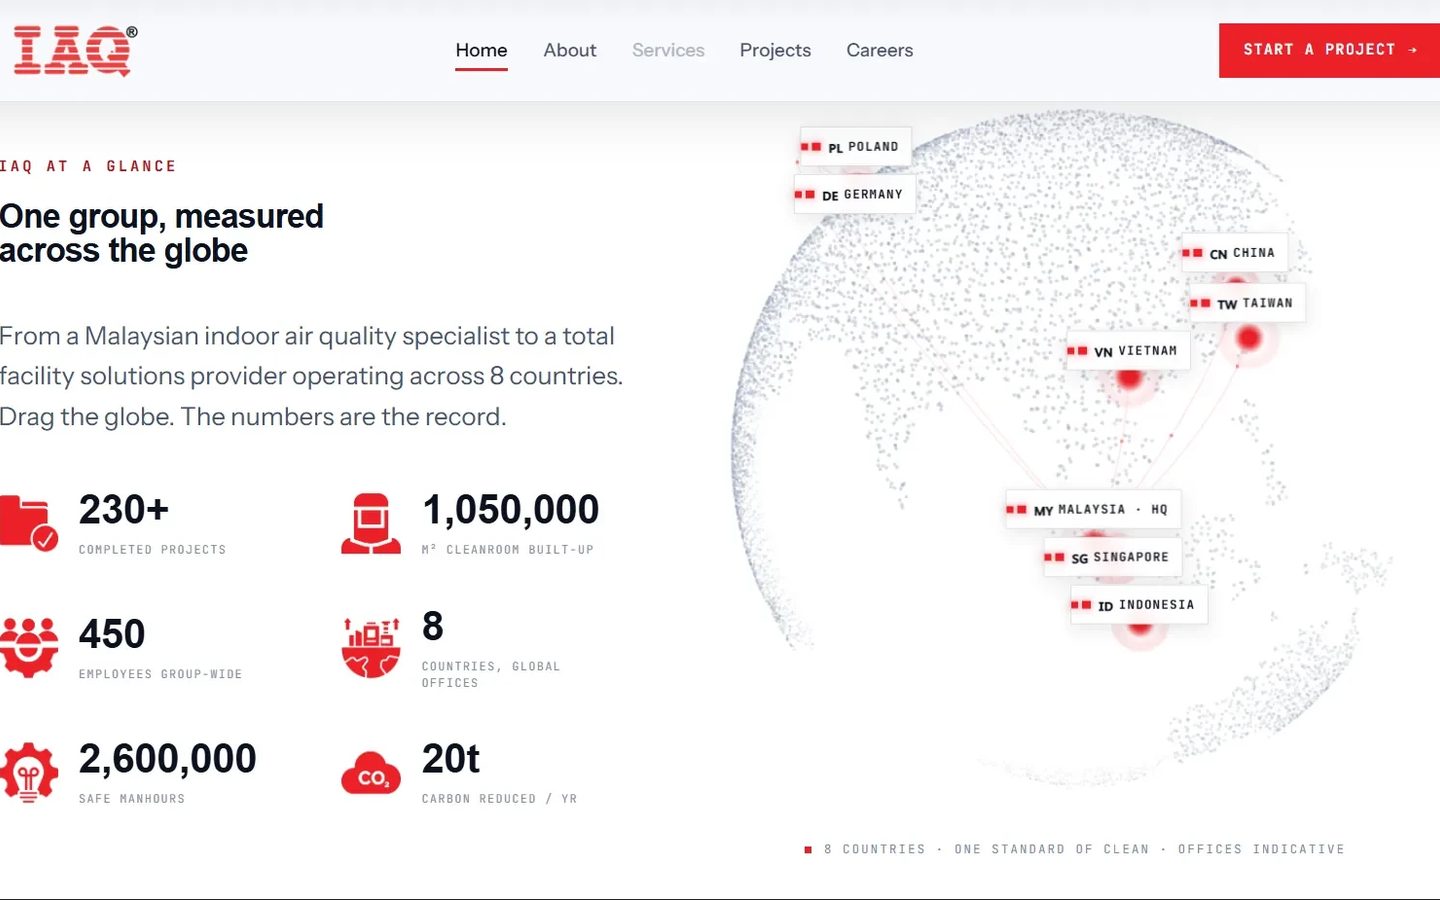 IAQ®
Home About Services Projects Careers
START A PROJECT →
IAQ AT A GLANCE
One group, measured
across the globe
From a Malaysian indoor air quality specialist to a total
facility solutions provider operating across 8 countries.
Drag the globe. The numbers are the record.
230+
COMPLETED PROJECTS
1,050,000
M² CLEANROOM BUILT-UP
450
EMPLOYEES GROUP-WIDE
8
COUNTRIES, GLOBAL
OFFICES
2,600,000
SAFE MANHOURS
CO₂
20t
CARBON REDUCED / YR
PL POLAND
DE GERMANY
CN CHINA
TW TAIWAN
VN VIETNAM
MY MALAYSIA · HQ
SG SINGAPORE
ID INDONESIA
8 COUNTRIES · ONE STANDARD OF CLEAN · OFFICES INDICATIVE